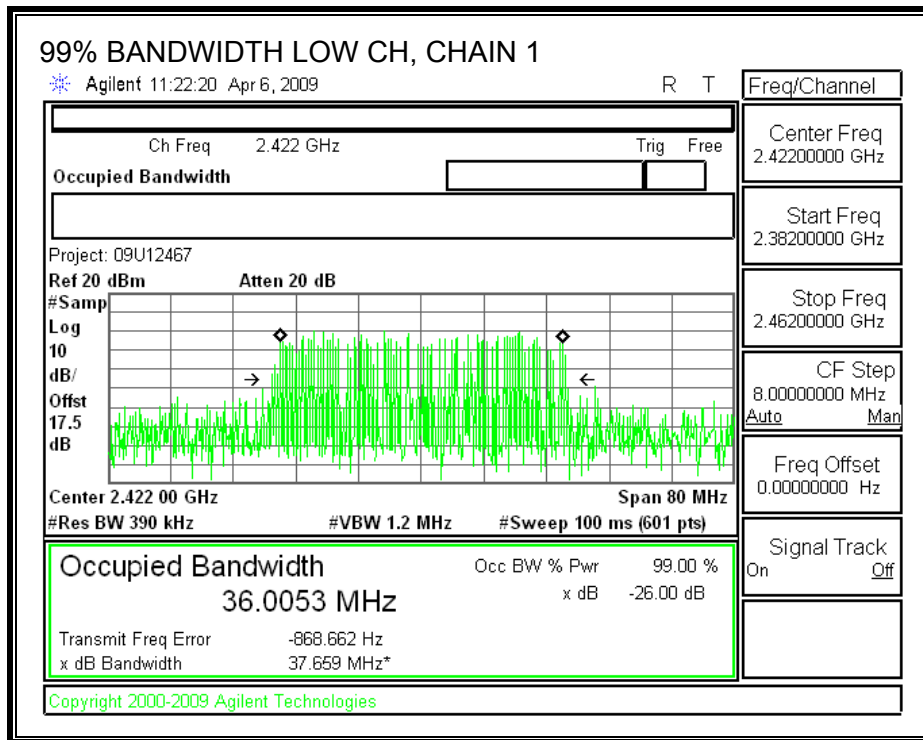 99% BANDWIDTH LOW CH, CHAIN 1
Agilent 11:22:20 Apr 6, 2009 R T
Freq/Channel
Ch Freq 2.422 GHz Trig Free
Occupied Bandwidth
Center Freq
2.42200000 GHz
Start Freq
2.38200000 GHz
Stop Freq
2.46200000 GHz
CF Step
8.00000000 MHz
Auto Man
Freq Offset
0.00000000 Hz
Signal Track
On Off
Project: 09U12467
Ref 20 dBm Atten 20 dB
#Samp
Log
10
dB/
Offst
17.5
dB
Center 2.422 00 GHz Span 80 MHz
#Res BW 390 kHz #VBW 1.2 MHz #Sweep 100 ms (601 pts)
Occupied Bandwidth Occ BW % Pwr 99.00 %
36.0053 MHz x dB -26.00 dB
Transmit Freq Error -868.662 Hz
x dB Bandwidth 37.659 MHz*
Copyright 2000-2009 Agilent Technologies